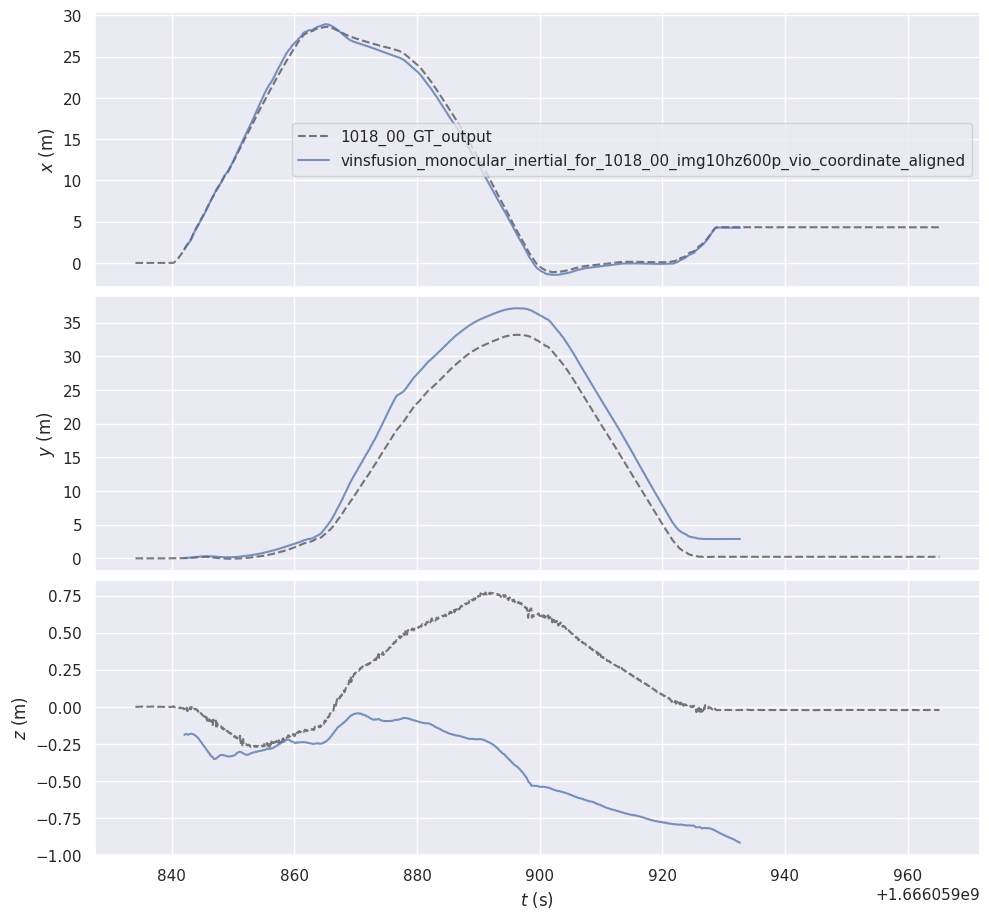 30
25
20
15
10
5
0
x (m)
1018_00_GT_output
vinsfusion_monocular_inertial_for_1018_00_img10hz600p_vio_coordinate_aligned
35
30
25
20
15
10
5
0
y (m)
0.75
0.50
0.25
0.00
−0.25
−0.50
−0.75
−1.00
z (m)
840 860 880 900 920 940 960
+1.666059e9
t (s)